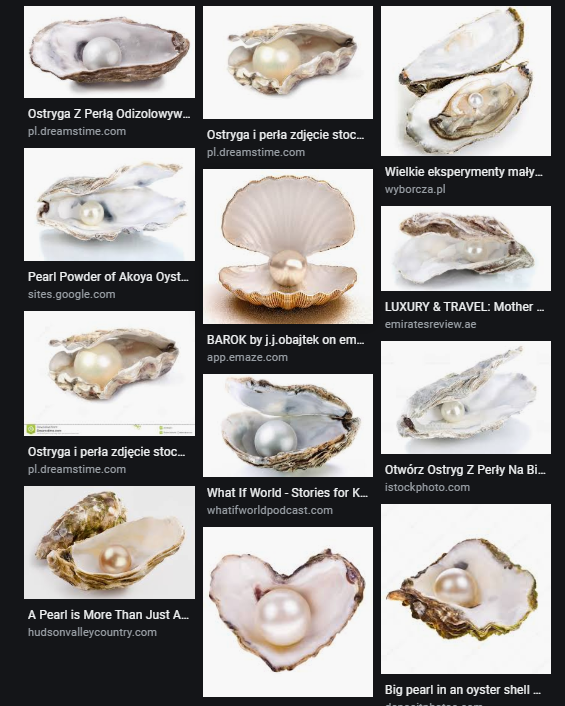 Ostryga Z Perłą Odizolowyw...
pl.dreamstime.com
Pearl Powder of Akoya Oyst...
sites.google.com
Ostryga i perła zdjęcie stoc...
pl.dreamstime.com
A Pearl is More Than Just A...
hudsonvalleycountry.com
Ostryga i perła zdjęcie stoc...
pl.dreamstime.com
BAROK by j.j.obajtek on em...
app.emaze.com
What If World - Stories for K...
whatifworldpodcast.com
Wielkie eksperymenty mały...
wyborcza.pl
LUXURY & TRAVEL: Mother ...
emiratesreview.ae
Otwórz Ostryg Z Perły Na Bi...
istockphoto.com
Big pearl in an oyster shell ...